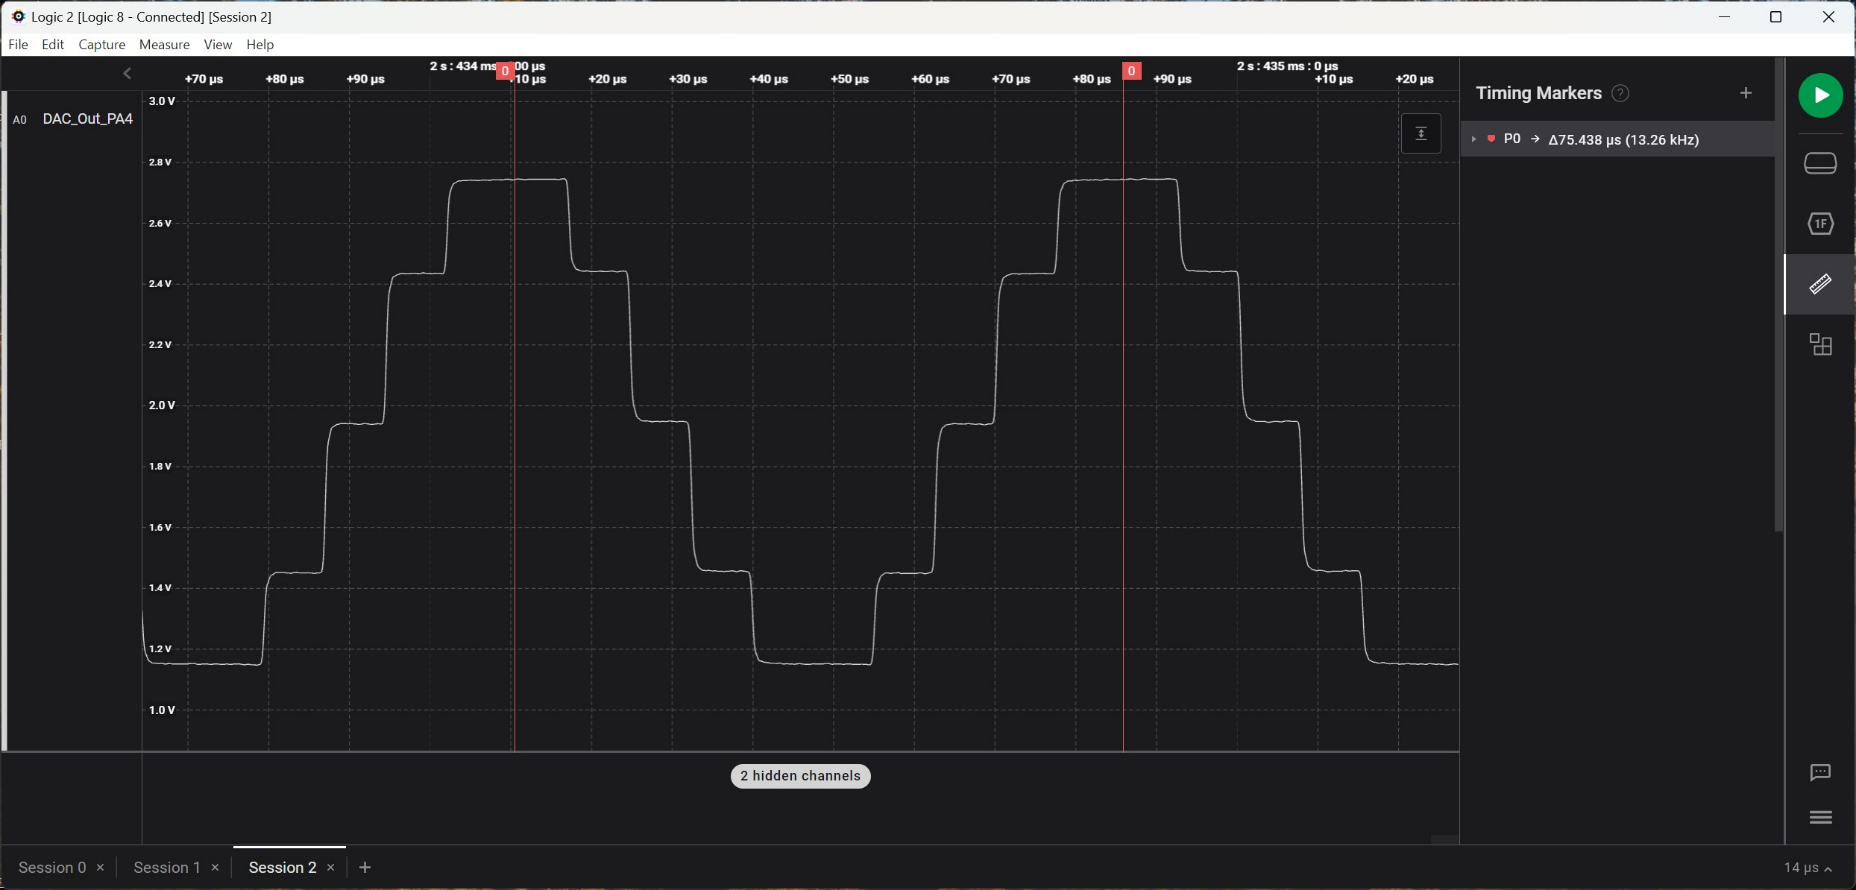 Logic 2 [Logic 8 - Connected] [Session 2]
File Edit Capture Measure View Help
2 s : 434 ms 00 µs 2 s : 435 ms : 0 µs
+70 µs +80 µs +90 µs 0 +10 µs +20 µs +30 µs +40 µs +50 µs +60 µs +70 µs +80 µs 0 +90 µs +10 µs +20 µs
Timing Markers ?
A0 DAC_Out_PA4
P0 → Δ75.438 µs (13.26 kHz)
3.0 V
2.8 V
2.6 V
2.4 V
2.2 V
2.0 V
1.8 V
1.6 V
1.4 V
1.2 V
1.0 V
1F
2 hidden channels
Session 0 × Session 1 × Session 2 × +
14 µs